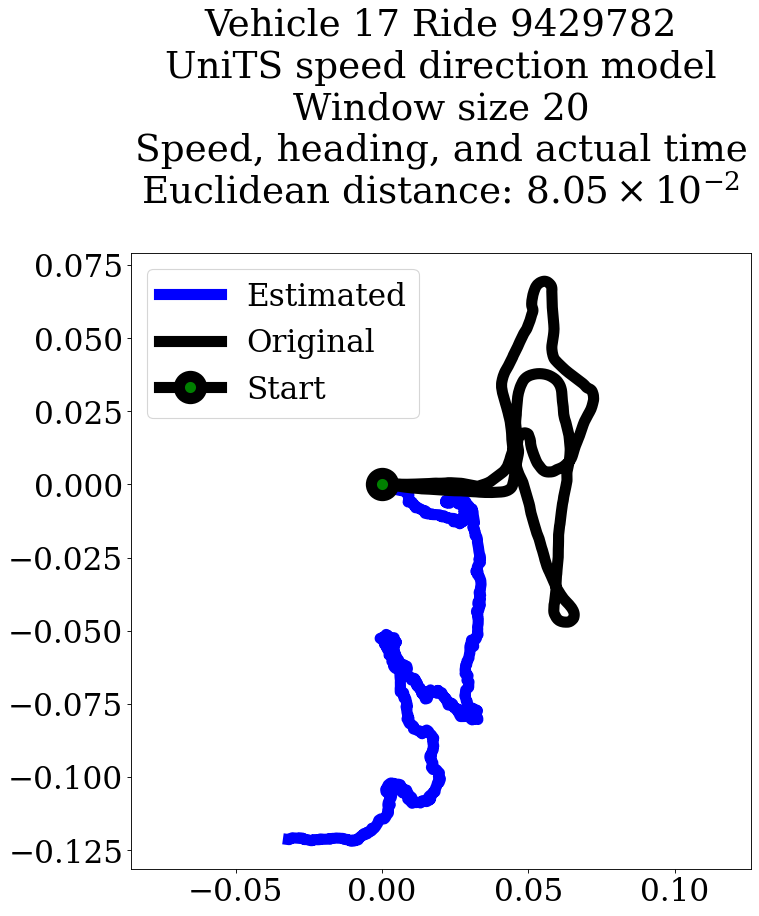 Vehicle 17 Ride 9429782
UniTS speed direction model
Window size 20
Speed, heading, and actual time
Euclidean distance: 8.05 × 10⁻²
Estimated
Original
Start
0.075
0.050
0.025
0.000
−0.025
−0.050
−0.075
−0.100
−0.125
−0.05 0.00 0.05 0.10